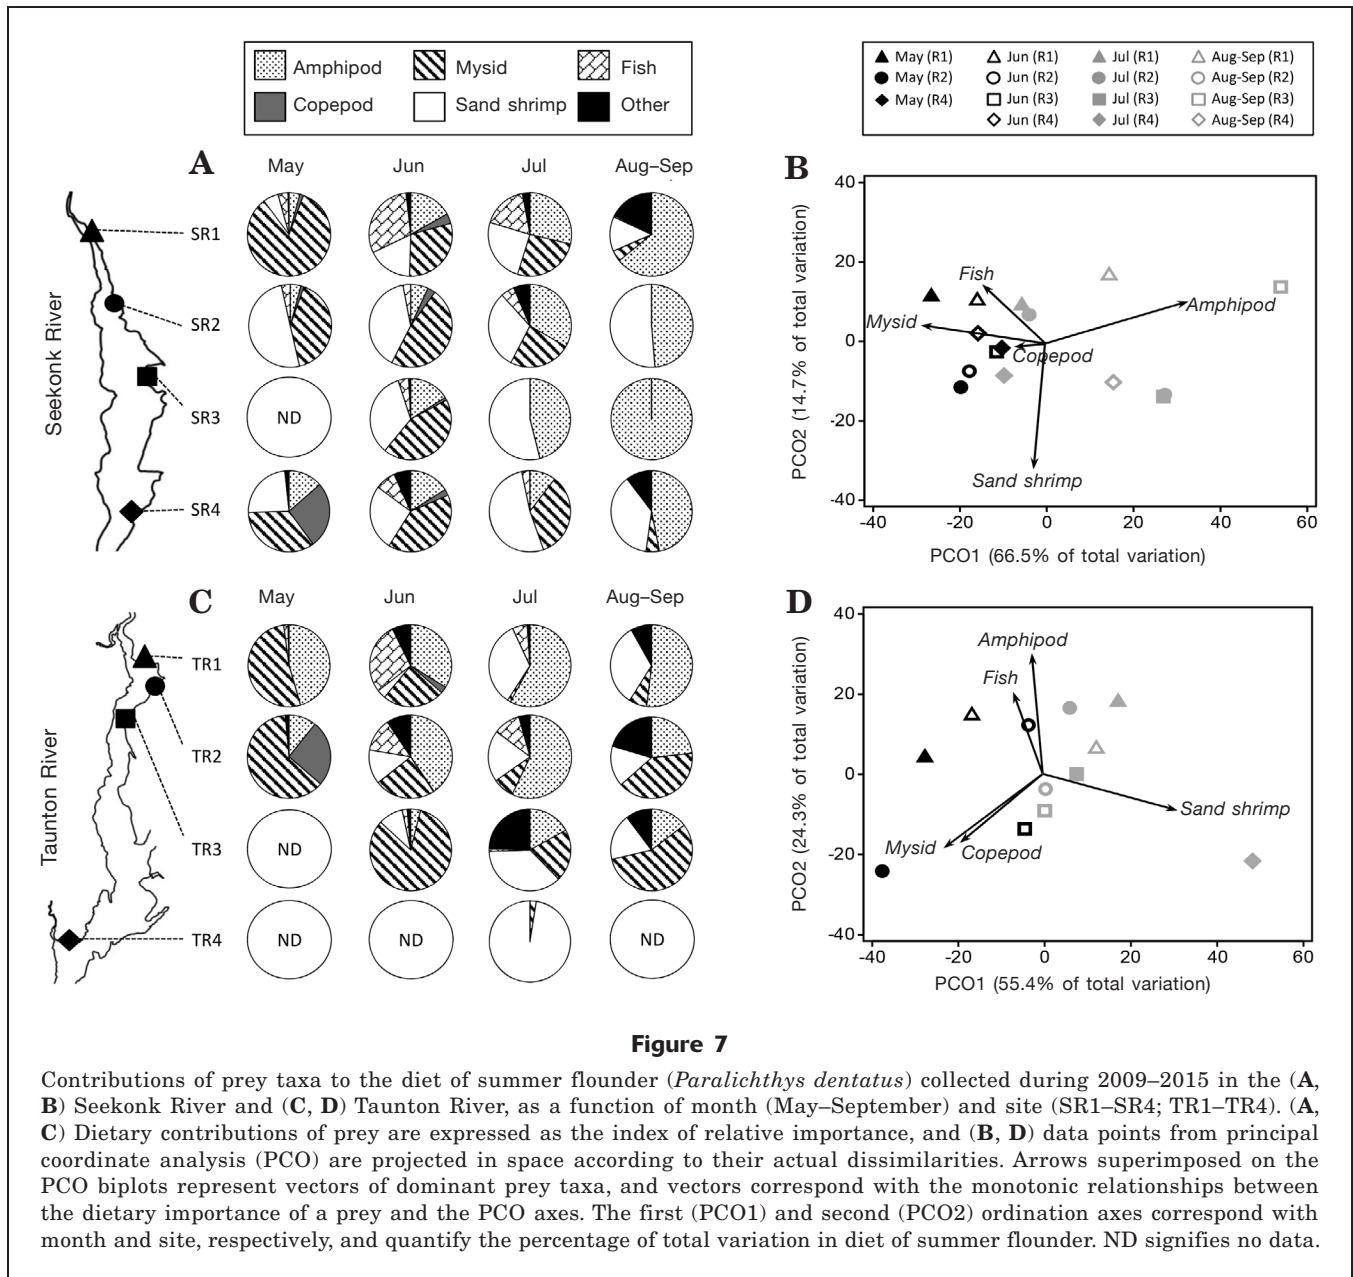 Amphipod Mysid Fish
Copepod Sand shrimp Other
May (R1) Jun (R1) Jul (R1) Aug-Sep (R1)
May (R2) Jun (R2) Jul (R2) Aug-Sep (R2)
May (R4) Jun (R3) Jul (R3) Aug-Sep (R3)
Jun (R4) Jul (R4) Aug-Sep (R4)
A
May Jun Jul Aug–Sep
Seekonk River
SR1
SR2
SR3
ND
SR4
B
PCO2 (14.7% of total variation)
40
20
0
-20
-40
Fish
Amphipod
Mysid
Copepod
Sand shrimp
-40 -20 0 20 40 60
PCO1 (66.5% of total variation)
C
May Jun Jul Aug–Sep
Taunton River
TR1
TR2
TR3
ND
TR4
ND ND ND
D
PCO2 (24.3% of total variation)
40
20
0
-20
-40
Amphipod
Fish
Sand shrimp
Mysid
Copepod
-40 -20 0 20 40 60
PCO1 (55.4% of total variation)
Figure 7
Contributions of prey taxa to the diet of summer flounder (Paralichthys dentatus) collected during 2009–2015 in the (A,
B) Seekonk River and (C, D) Taunton River, as a function of month (May–September) and site (SR1–SR4; TR1–TR4). (A,
C) Dietary contributions of prey are expressed as the index of relative importance, and (B, D) data points from principal
coordinate analysis (PCO) are projected in space according to their actual dissimilarities. Arrows superimposed on the
PCO biplots represent vectors of dominant prey taxa, and vectors correspond with the monotonic relationships between
the dietary importance of a prey and the PCO axes. The first (PCO1) and second (PCO2) ordination axes correspond with
month and site, respectively, and quantify the percentage of total variation in diet of summer flounder. ND signifies no data.